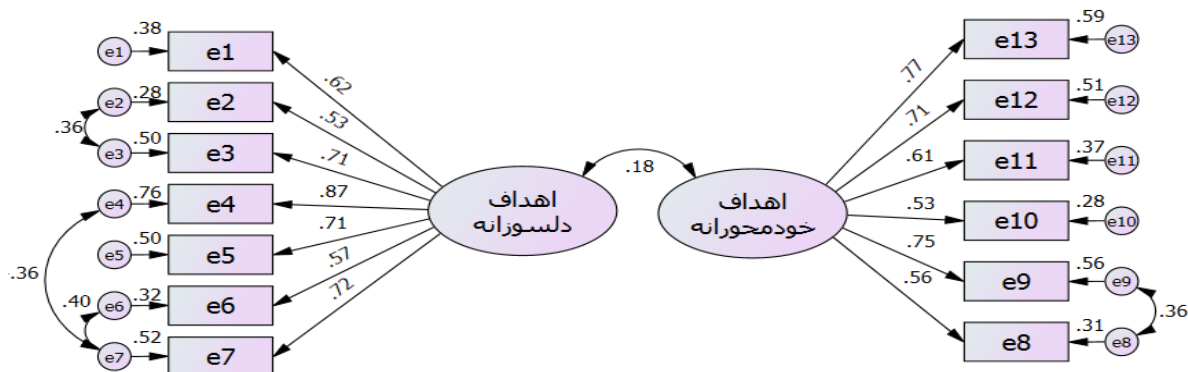 .38
e1 e1
.62
.28
e2 e2
.53
.36
.50
e3 e3
.71
.76
e4 e4
.87
.50
e5 e5
.71
.36
.32
e6 e6
.57
.40
.52
e7 e7
.72
اهداف
دلسوزانه
.18
اهداف
خودمحورانه
.59
e13 e13
.77
.51
e12 e12
.71
.37
e11 e11
.61
.28
e10 e10
.53
.56
e9 e9
.75
.36
.31
e8 e8
.56